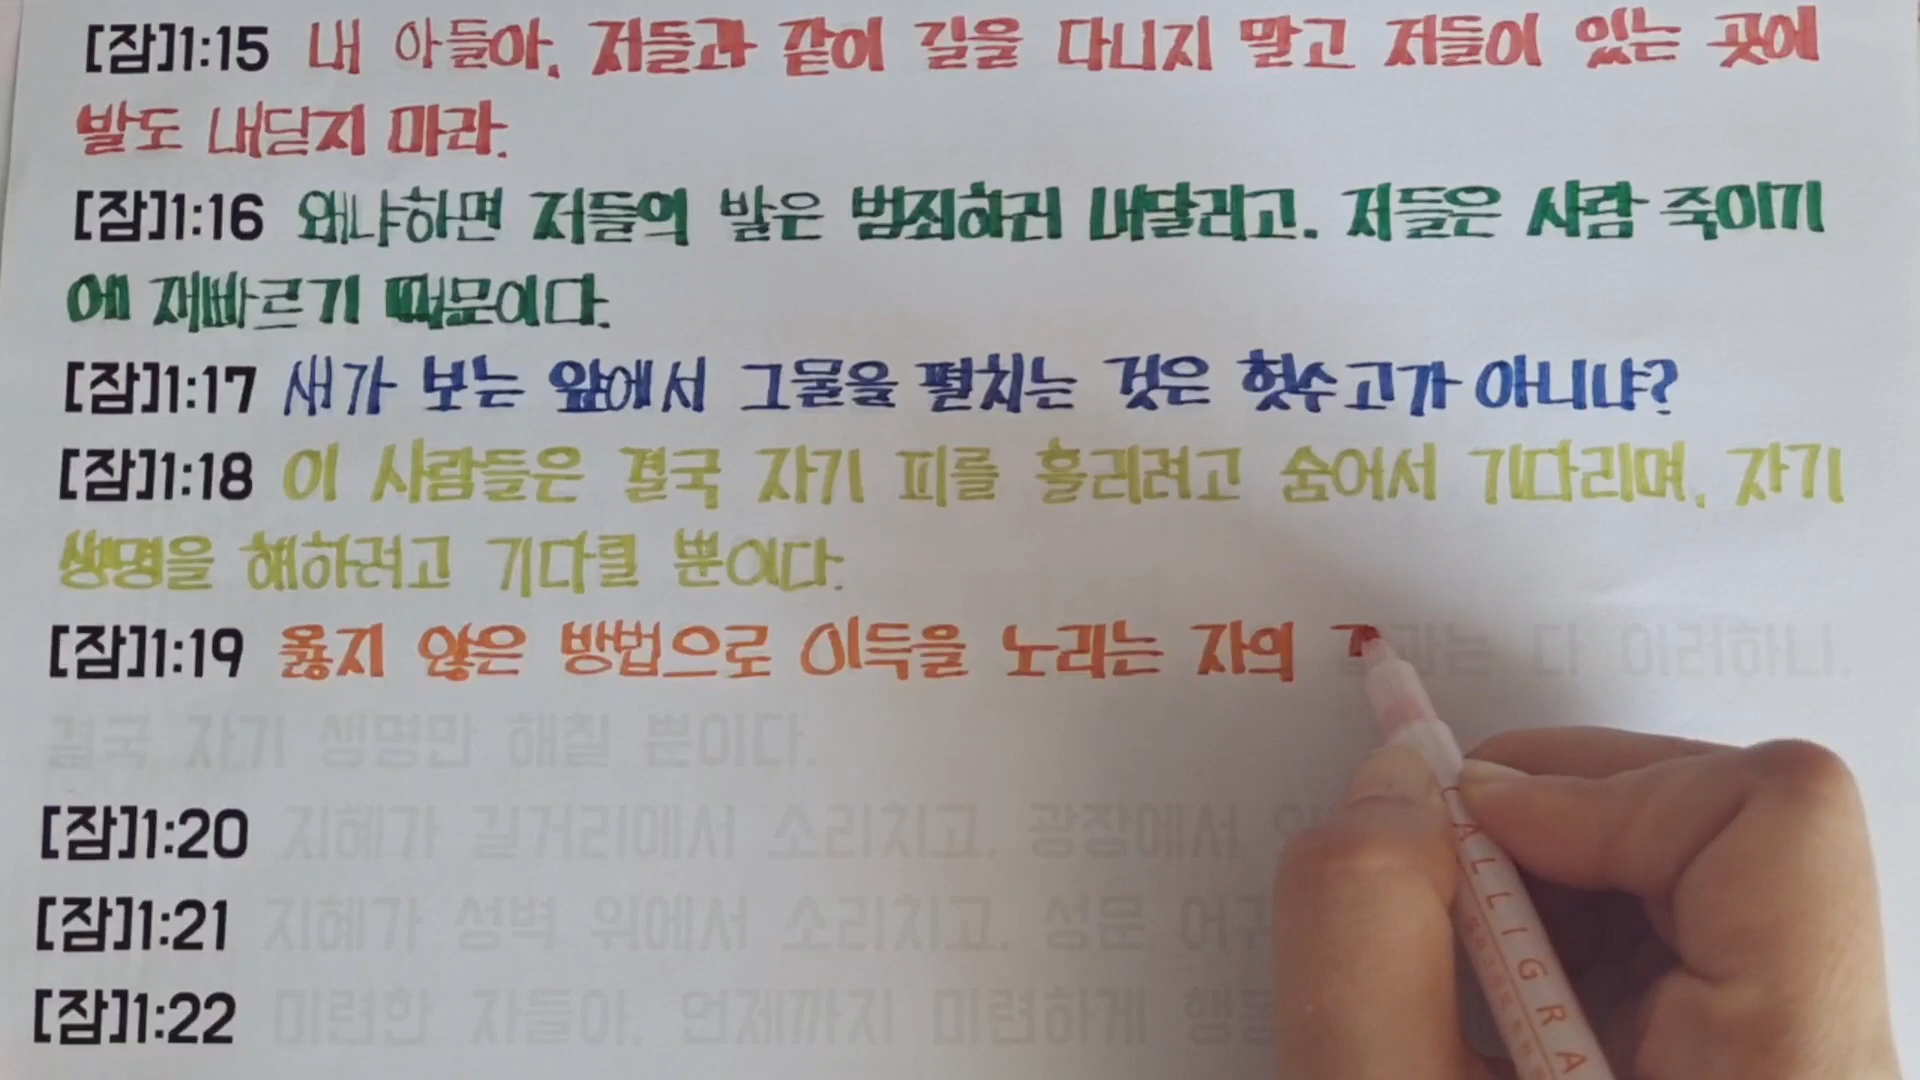 [잠]1:15 내 아들아, 저들과 같이 길을 다니지 말고 저들이 있는 곳에
발도 내딛지 마라.
[잠]1:16 왜냐하면 저들의 발은 범죄하러 내달리고, 저들은 사람 죽이기
에 재빠르기 때문이다.
[잠]1:17 새가 보는 앞에서 그물을 펼치는 것은 헛수고가 아니냐?
[잠]1:18 이 사람들은 결국 자기 피를 흘리려고 숨어서 기다리며, 자기
생명을 해하려고 기다릴 뿐이다.
[잠]1:19 옳지 않은 방법으로 이득을 노리는 자의 결과는 다 이러하니,
결국 자기 생명만 해칠 뿐이다.
[잠]1:20 지혜가 길거리에서 소리치고, 광장에서
[잠]1:21 지혜가 성벽 위에서 소리치고, 성문 어귀
[잠]1:22 미련한 자들아, 언제까지 미련하게 행동
CALLIGRA